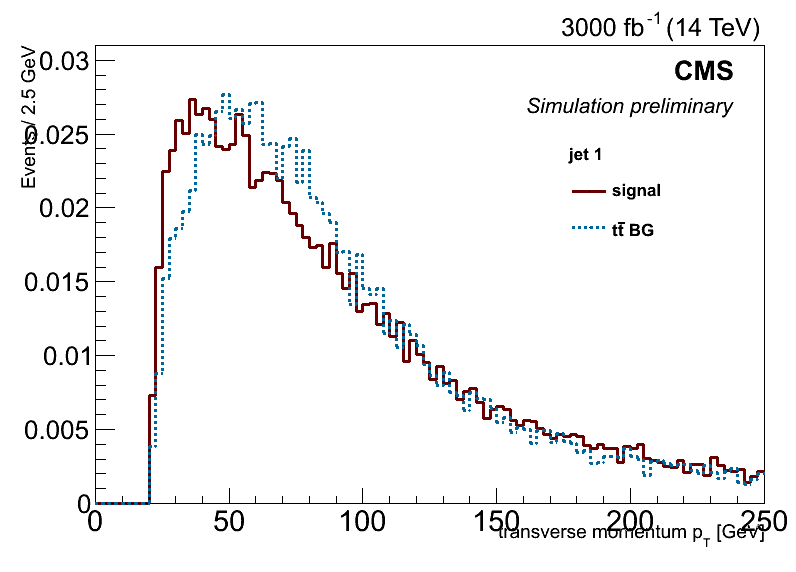 3000 fb⁻¹ (14 TeV)
Events / 2.5 GeV
CMS
Simulation preliminary
jet 1
signal
tt̄ BG
0.03
0.025
0.02
0.015
0.01
0.005
0
0 50 100 150 200 250
transverse momentum p_T [GeV]